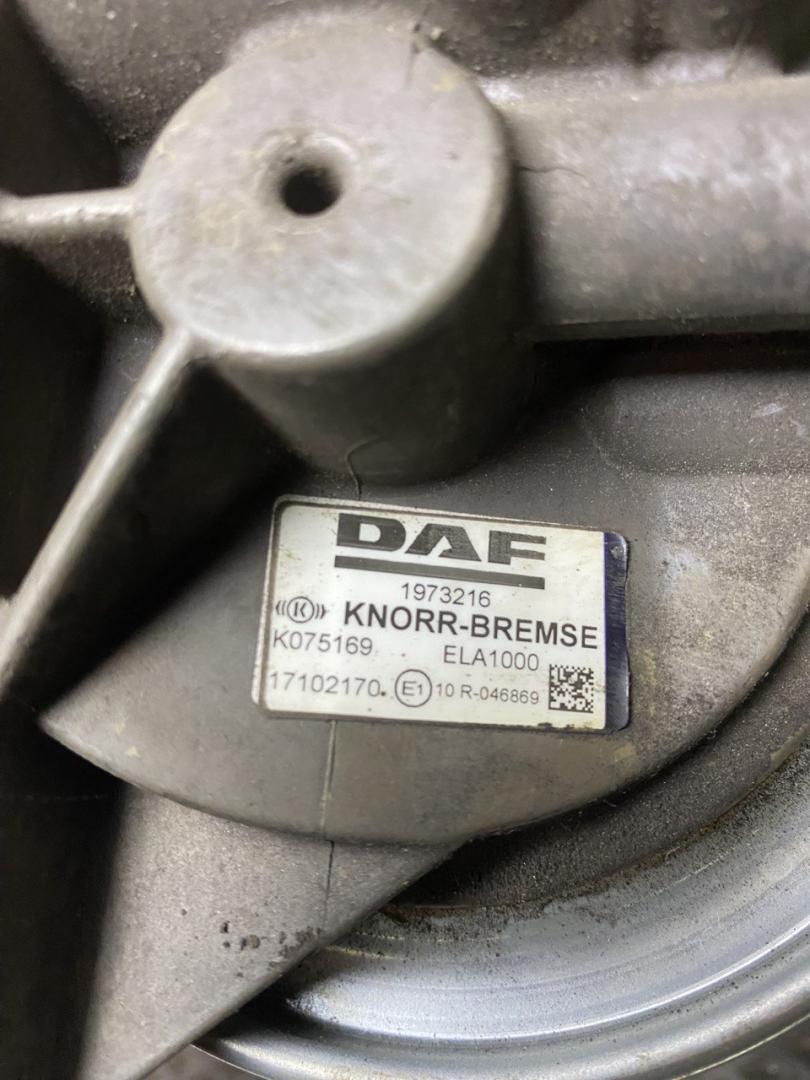 DAF
1973216
K KNORR-BREMSE
K075169 ELA1000
17102170. E1 10 R-046869